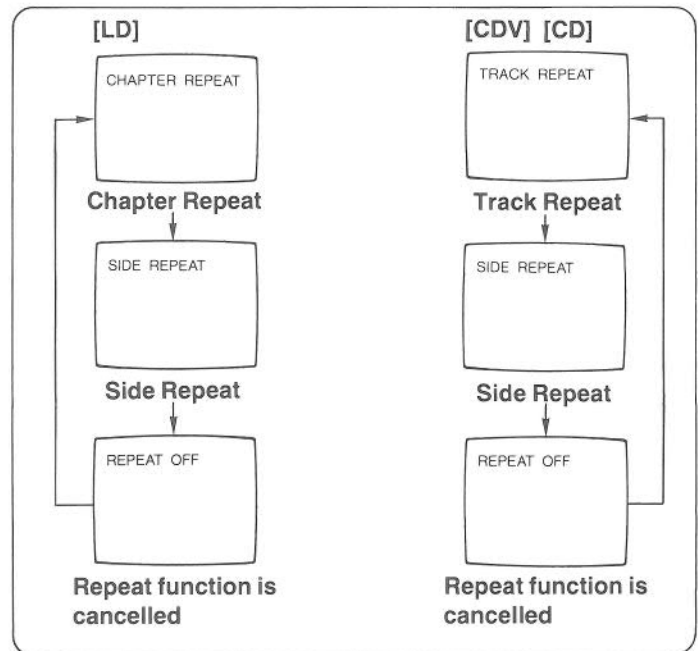 [LD]
CHAPTER REPEAT
Chapter Repeat
SIDE REPEAT
Side Repeat
REPEAT OFF
Repeat function is
cancelled
[CDV] [CD]
TRACK REPEAT
Track Repeat
SIDE REPEAT
Side Repeat
REPEAT OFF
Repeat function is
cancelled